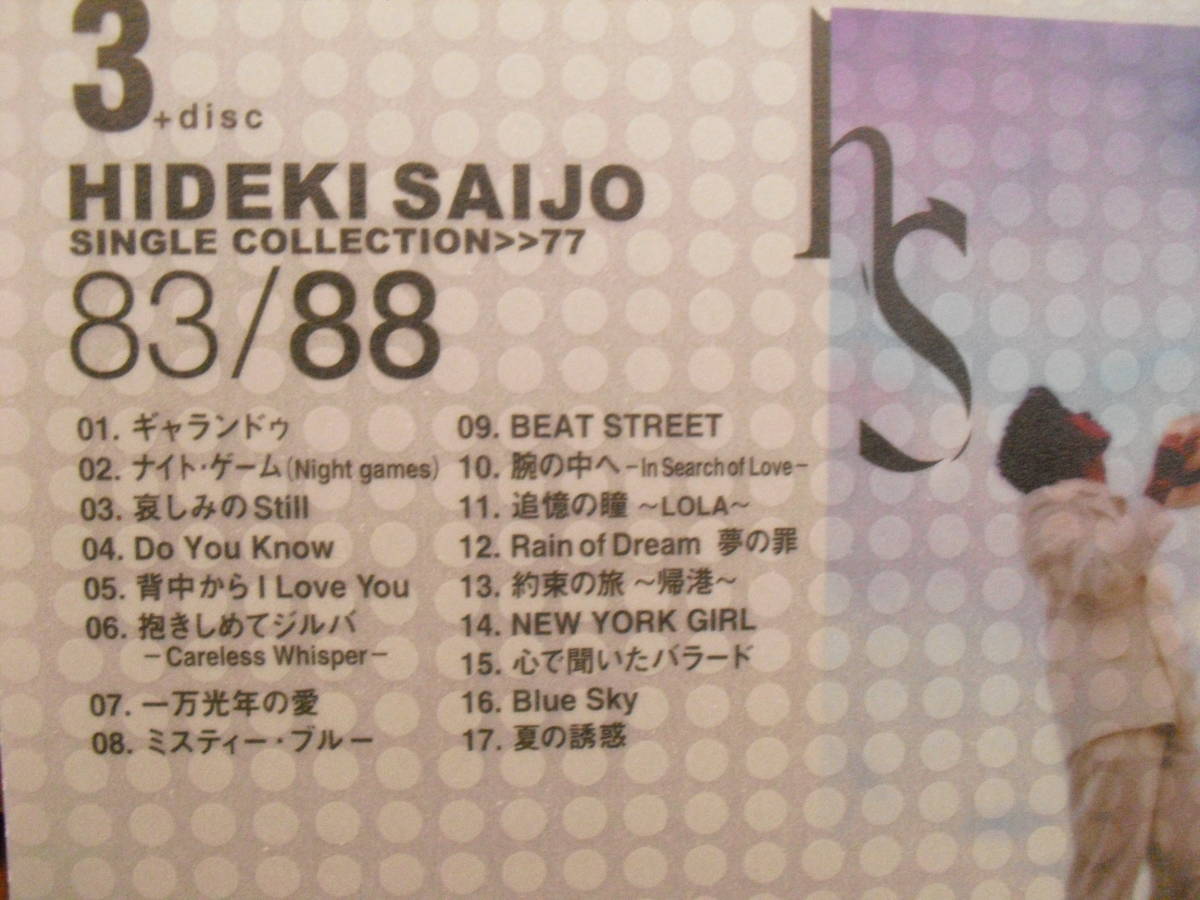 3+disc
HIDEKI SAIJO
SINGLE COLLECTION>>77
83/88
01. ギャランドゥ
02. ナイト・ゲーム(Night games)
03. 哀しみのStill
04. Do You Know
05. 背中からI Love You
06. 抱きしめてジルバ
－Careless Whisper－
07. 一万光年の愛
08. ミスティー・ブルー
09. BEAT STREET
10. 腕の中へ－In Search of Love－
11. 追憶の瞳 ～LOLA～
12. Rain of Dream 夢の罪
13. 約束の旅 ～帰港～
14. NEW YORK GIRL
15. 心で聞いたバラード
16. Blue Sky
17. 夏の誘惑
hs